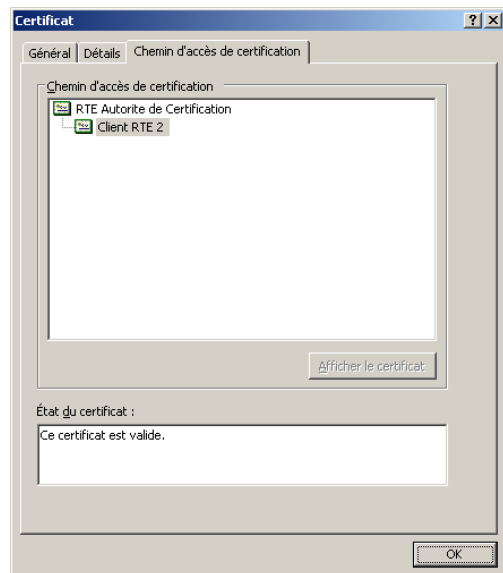 Certificat
Général Détails Chemin d'accès de certification
Chemin d'accès de certification
RTE Autorite de Certification
Client RTE 2
Afficher le certificat
État du certificat :
Ce certificat est valide.
OK